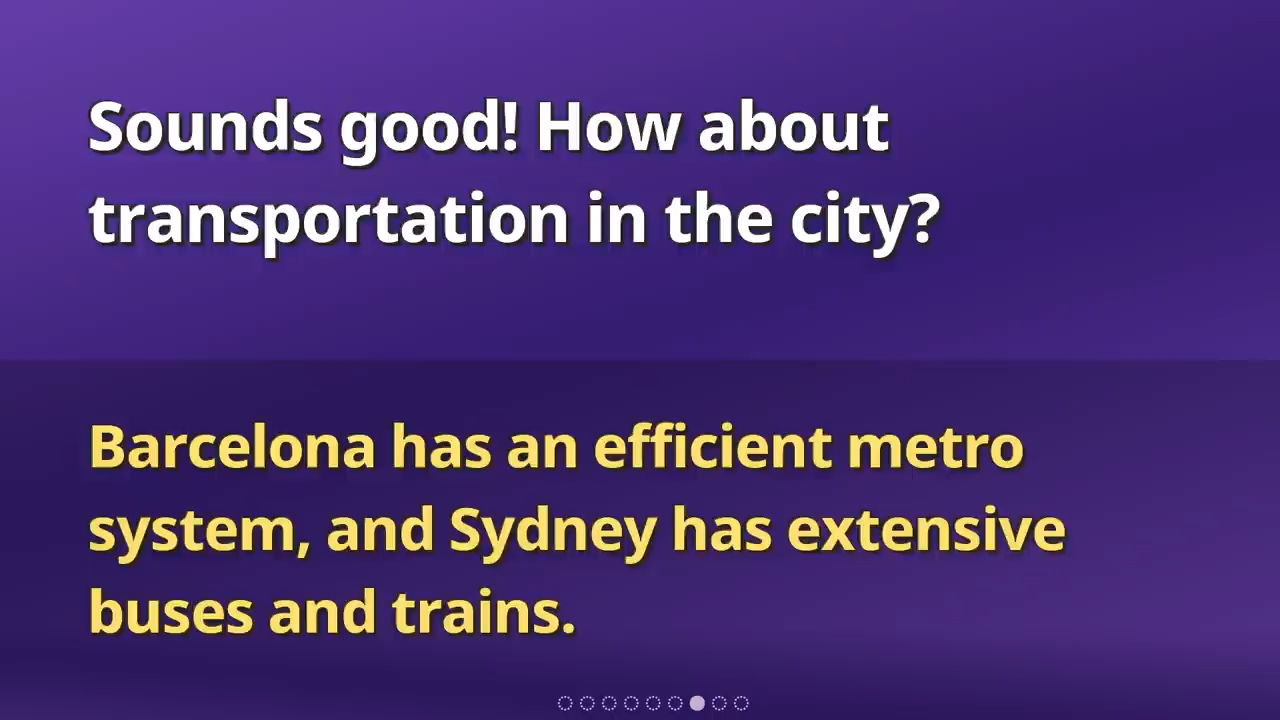 Sounds good! How about
transportation in the city?
Barcelona has an efficient metro
system, and Sydney has extensive
buses and trains.